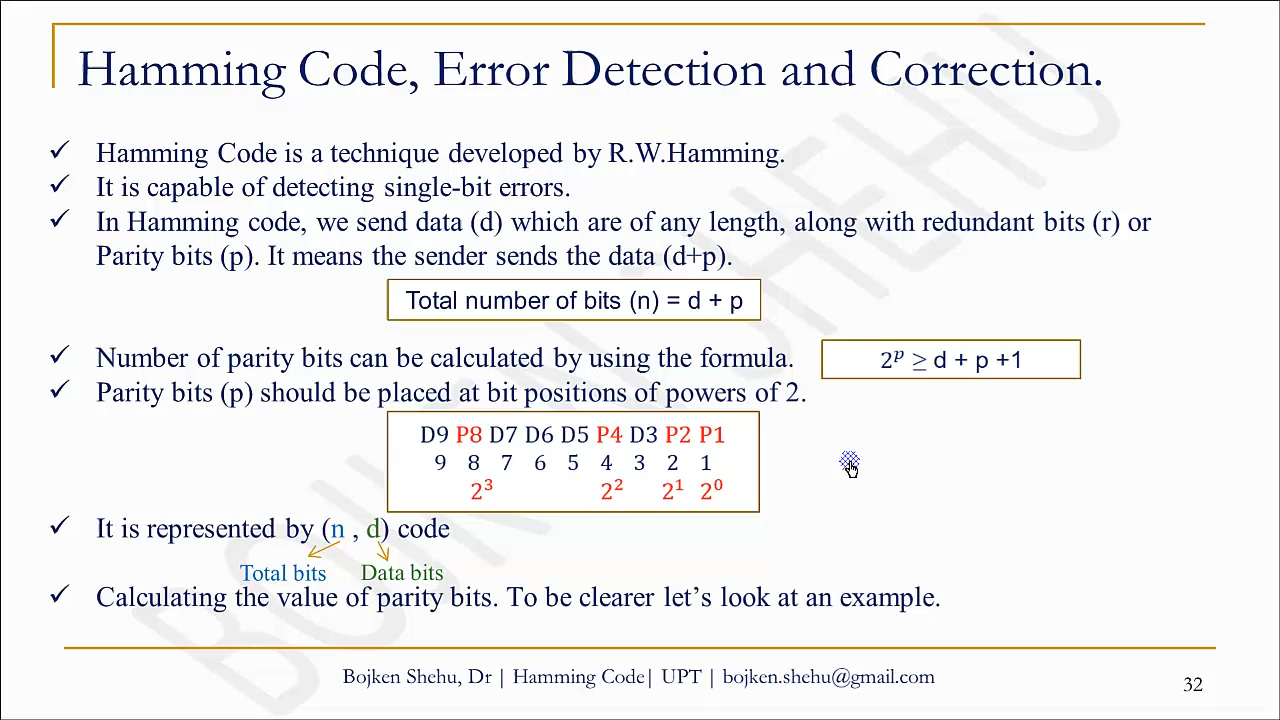 Hamming Code, Error Detection and Correction.
✓ Hamming Code is a technique developed by R.W.Hamming.
✓ It is capable of detecting single-bit errors.
✓ In Hamming code, we send data (d) which are of any length, along with redundant bits (r) or
Parity bits (p). It means the sender sends the data (d+p).
Total number of bits (n) = d + p
✓ Number of parity bits can be calculated by using the formula. 2^p ≥ d + p +1
✓ Parity bits (p) should be placed at bit positions of powers of 2.
D9 P8 D7 D6 D5 P4 D3 P2 P1
9 8 7 6 5 4 3 2 1
2³ 2² 2¹ 2⁰
✓ It is represented by (n , d) code
Total bits Data bits
✓ Calculating the value of parity bits. To be clearer let’s look at an example.
Bojken Shehu, Dr | Hamming Code| UPT | bojken.shehu@gmail.com
32
BOJKEN SHEHU